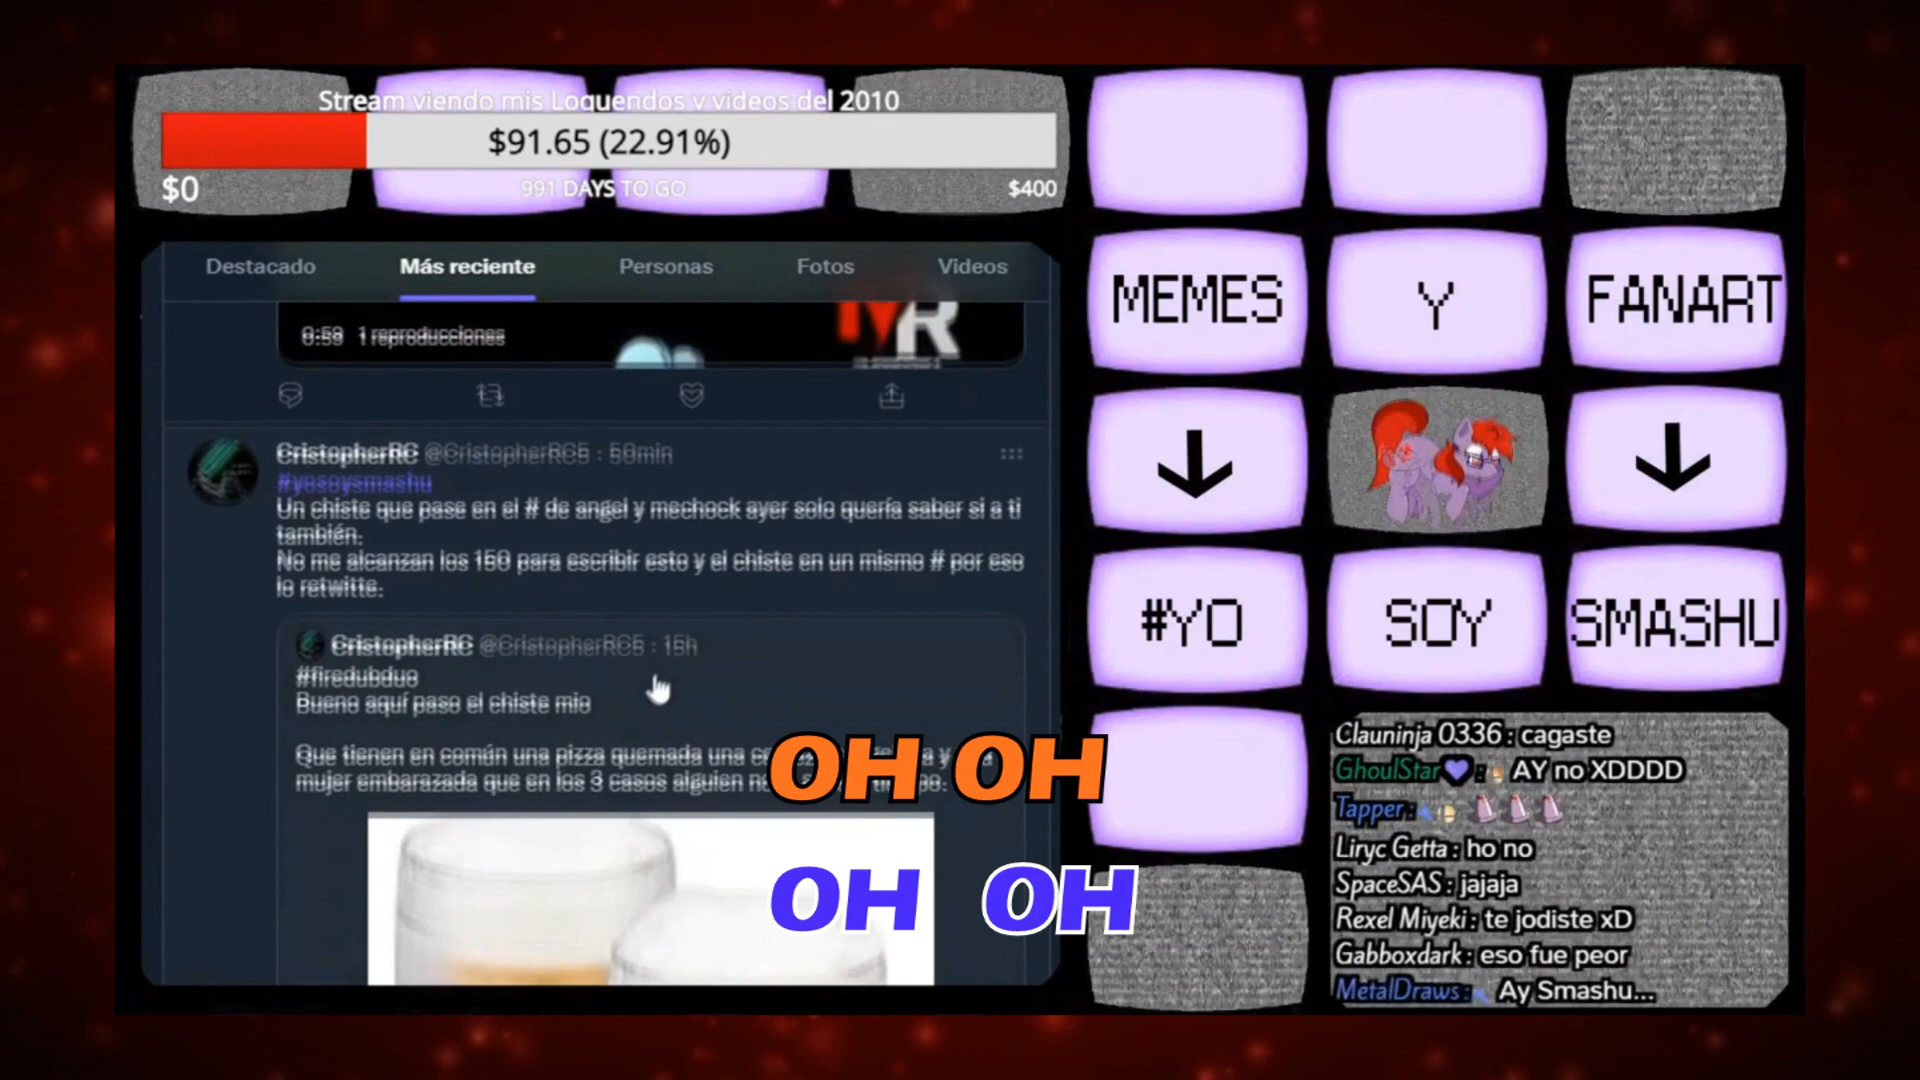 Stream viendo mis Loquendos y videos del 2010
$91.65 (22.91%)
$0
991 DAYS TO GO
$400
Destacado
Más reciente
Personas
Fotos
Videos
0:59 1 reproducciones
CristopherRC @CristopherRC5 · 50min
#yosoysmashu
Un chiste que pase en el # de angel y mechock ayer solo quería saber si a ti
también.
No me alcanzan los 150 para escribir esto y el chiste en un mismo # por eso
lo retwitte.
CristopherRC @CristopherRC5 · 15h
#firedubduo
Bueno aquí paso el chiste mio
Que tienen en común una pizza quemada una
mujer embarazada que en los 3 casos alguien
OH OH
OH OH
MEMES
Y
FANART
#YO
SOY
SMASHU
Clauninja 0336 : cagaste
GhoulStar : AY no XDDDD
Tapper :
Liryc Getta : ho no
SpaceSAS : jajaja
Rexel Miyeki : te jodiste xD
Gabboxdark : eso fue peor
MetalDraws : Ay Smashu...